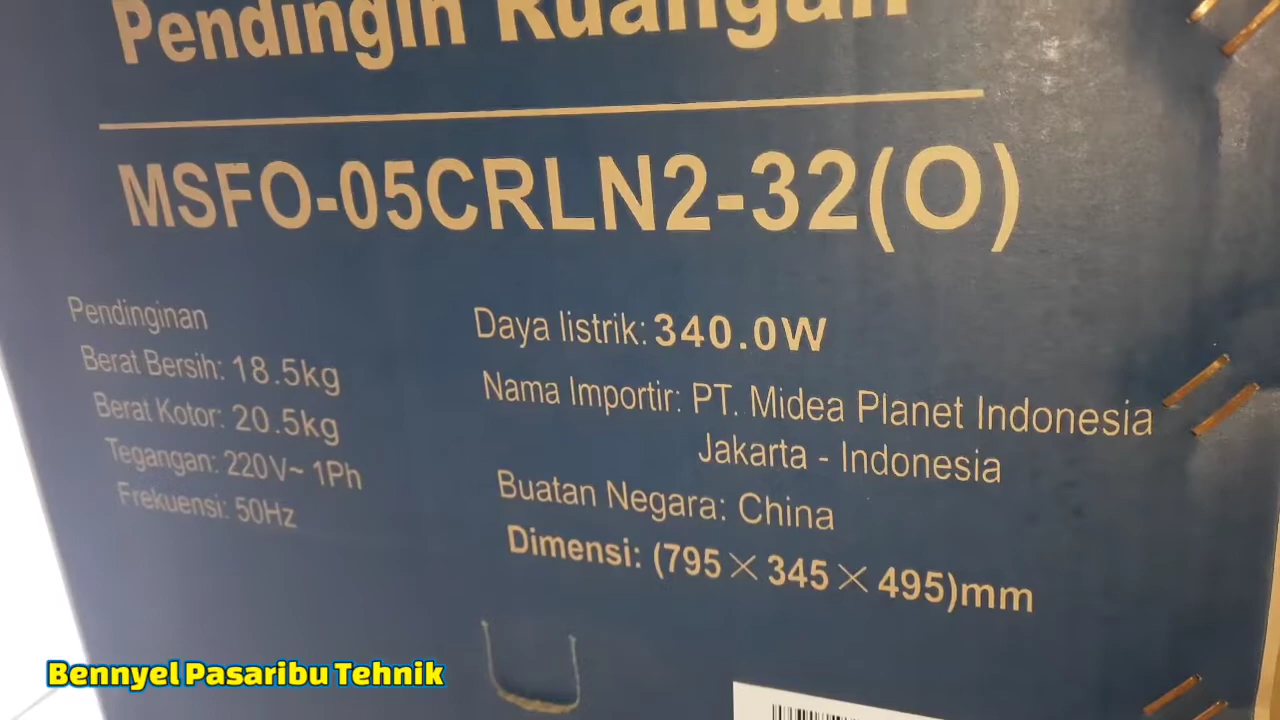 Pendingin Ruangan
MSFO-05CRLN2-32(O)
Pendinginan
Berat Bersih: 18.5kg
Berat Kotor: 20.5kg
Tegangan: 220V~ 1Ph
Frekuensi: 50Hz
Daya listrik: 340.0W
Nama Importir: PT. Midea Planet Indonesia
Jakarta - Indonesia
Buatan Negara: China
Dimensi: (795×345×495)mm
Bennyel Pasaribu Tehnik